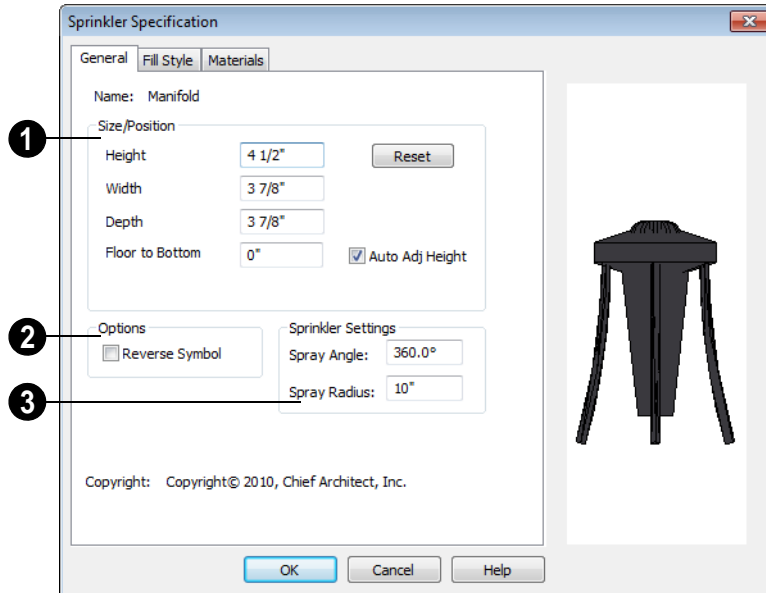 Sprinkler Specification
General Fill Style Materials
Name: Manifold
1
Size/Position
Height 4 1/2" Reset
Width 3 7/8"
Depth 3 7/8"
Floor to Bottom 0" Auto Adj Height
2
Options
Reverse Symbol
Sprinkler Settings
Spray Angle: 360.0°
3
Spray Radius: 10"
Copyright: Copyright© 2010, Chief Architect, Inc.
OK Cancel Help